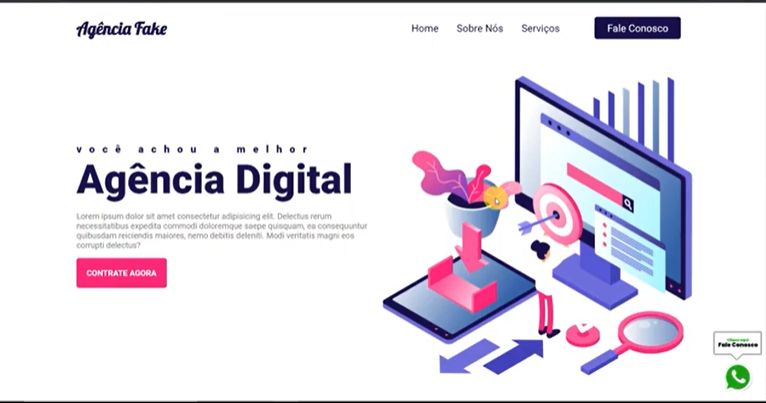 Agência Fake
Home
Sobre Nós
Serviços
Fale Conosco
você achou a melhor
Agência Digital
Lorem ipsum dolor sit amet consectetur adipisicing elit. Delectus rerum
necessitatibus expedita commodi doloremque saepe quisquam, ea consequuntur
quibusdam reiciendis maiores, nemo debitis deleniti. Modi veritatis magni eos
corrupti delectus?
CONTRATE AGORA
Clique aqui!
Fale Conosco